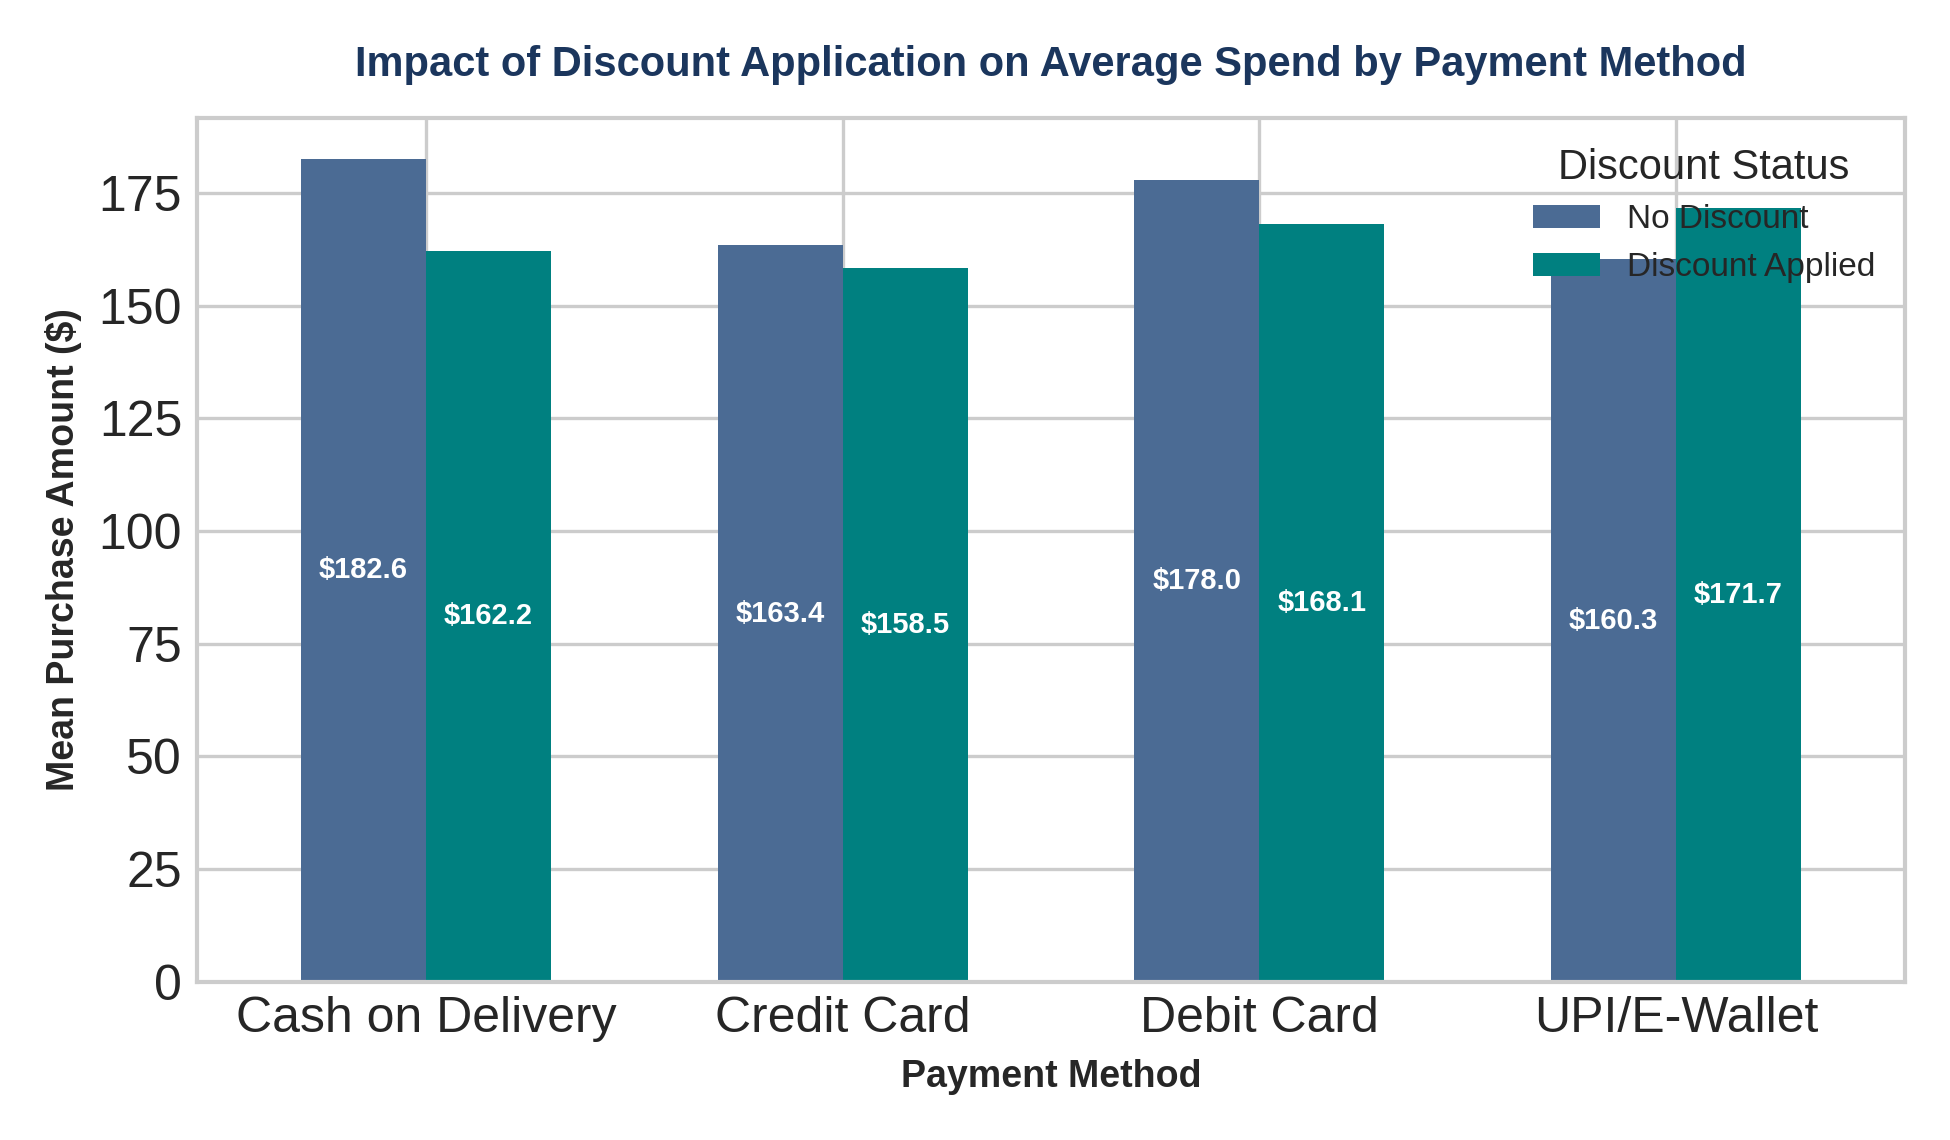 Impact of Discount Application on Average Spend by Payment Method
Mean Purchase Amount ($)
175
150
125
100
75
50
25
0
Discount Status
No Discount
Discount Applied
$182.6
$162.2
$163.4
$158.5
$178.0
$168.1
$160.3
$171.7
Cash on Delivery
Credit Card
Debit Card
UPI/E-Wallet
Payment Method